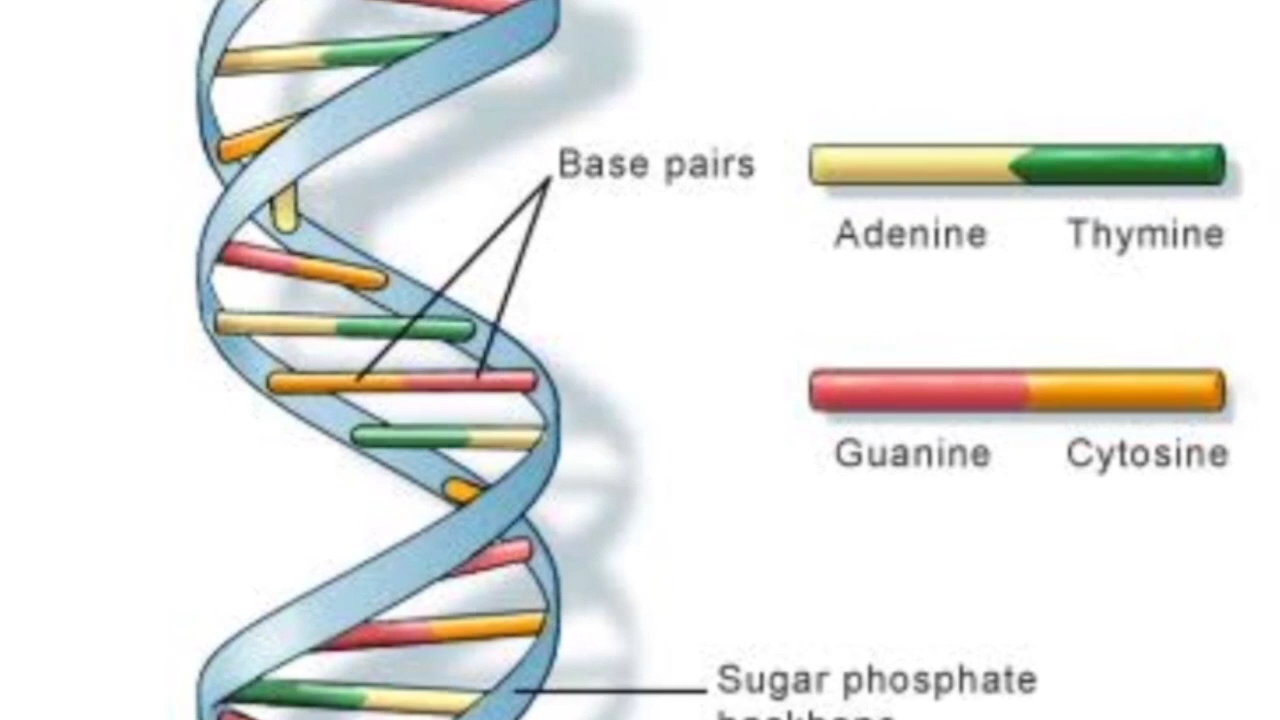 Base pairs
Adenine Thymine
Guanine Cytosine
Sugar phosphate